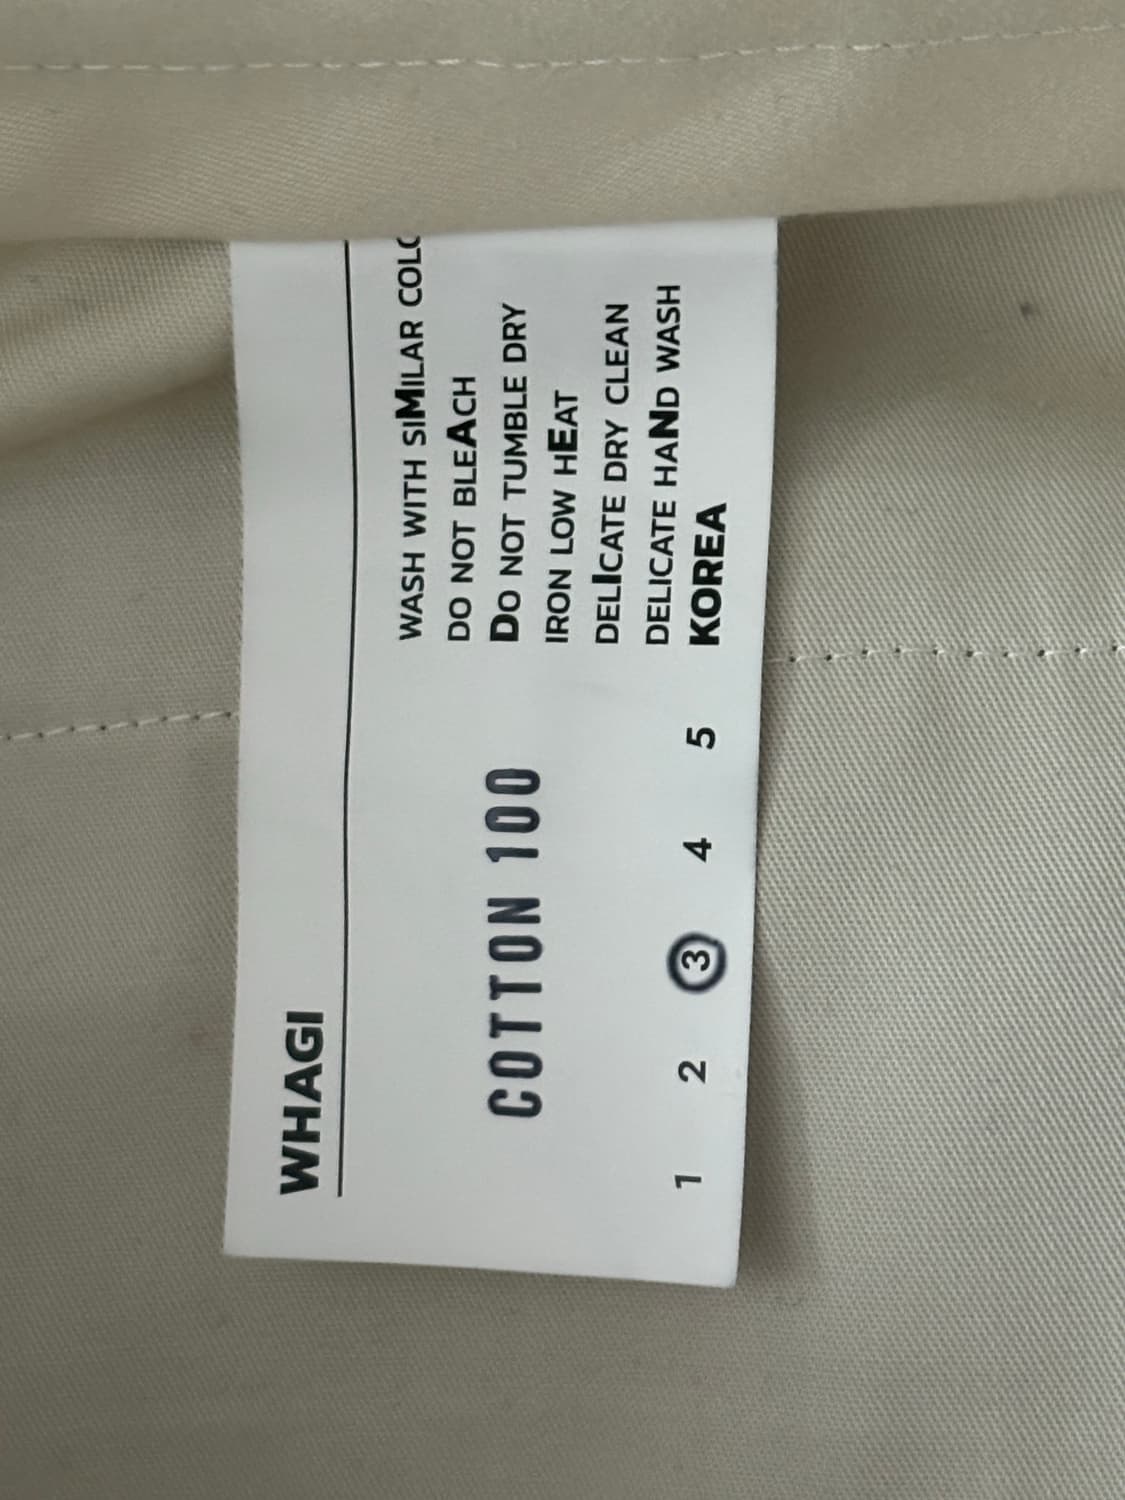 WHAGI
WASH WITH SIMILAR
DO NOT BLEACH
DO NOT TUMBLE DRY
IRON LOW HEAT
DELICATE DRY CLEAN
DELICATE HAND WASH
KOREA
COTTON 100
1 2 3 4 5